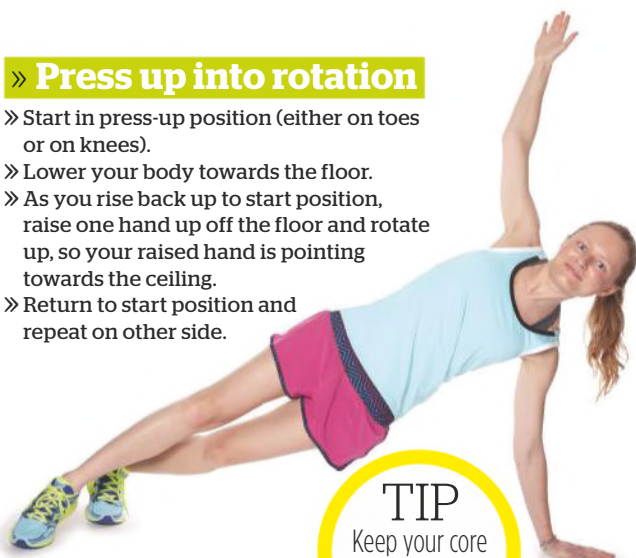 » Press up into rotation
» Start in press-up position (either on toes
or on knees).
» Lower your body towards the floor.
» As you rise back up to start position,
raise one hand up off the floor and rotate
up, so your raised hand is pointing
towards the ceiling.
» Return to start position and
repeat on other side.
TIP
Keep your core